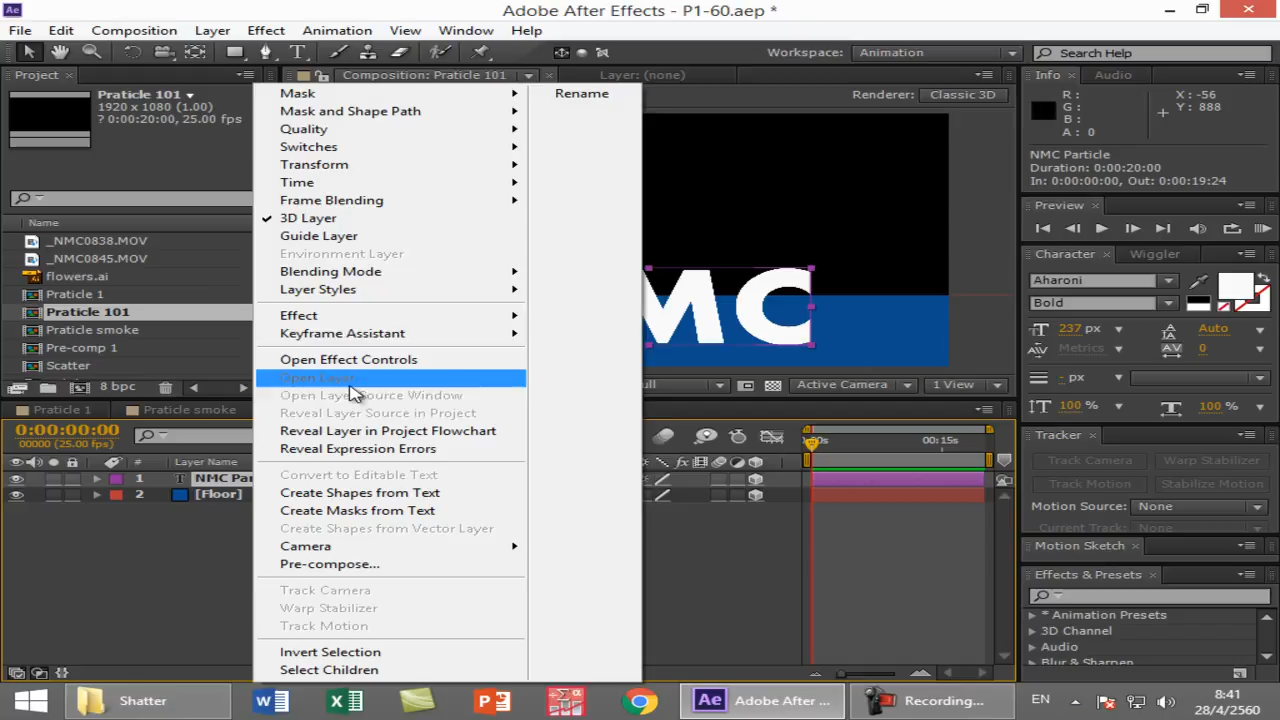 Adobe After Effects - P1-60.aep *
File Edit Composition Layer Effect Animation View Window Help
Workspace: Animation Search Help
Project
Composition: Praticle 101
Layer: (none)
Info Audio
Praticle 101
1920 x 1080 (1.00)
? 0:00:20:00, 25.00 fps
Mask
Mask and Shape Path
Quality
Switches
Transform
Time
Frame Blending
3D Layer
Guide Layer
Environment Layer
Blending Mode
Layer Styles
Effect
Keyframe Assistant
Open Effect Controls
Open Layer
Open Layer Source Window
Reveal Layer Source in Project
Reveal Layer in Project Flowchart
Reveal Expression Errors
Convert to Editable Text
Create Shapes from Text
Create Masks from Text
Create Shapes from Vector Layer
Camera
Pre-compose...
Track Camera
Warp Stabilizer
Track Motion
Invert Selection
Select Children
Rename
Renderer: Classic 3D
MC
R :
G :
B :
A : 0
X : -56
Y : 888
NMC Particle
Duration: 0:00:20:00
In: 0:00:00:00, Out: 0:00:19:24
Preview
Character Wiggler
Aharoni
Bold
237 px Auto
Metrics 0
- px
100 % 100 %
Name
_NMC0838.MOV
_NMC0845.MOV
flowers.ai
Praticle 1
Praticle 101
Praticle smoke
Pre-comp 1
Scatter
8 bpc
ull Active Camera 1 View
Praticle 1 Praticle smoke
0:00:00:00
00000 (25.00 fps)
# Layer Name
1 T NMC Par
2 [Floor]
00s 00:15s
Tracker
Track Camera Warp Stabilizer
Track Motion Stabilize Motion
Motion Source: None
Current Track: None
Motion Sketch
Effects & Presets
* Animation Presets
3D Channel
Audio
Blur & Sharpen
Shatter
Adobe After ...
Recording...
EN
8:41
28/4/2560